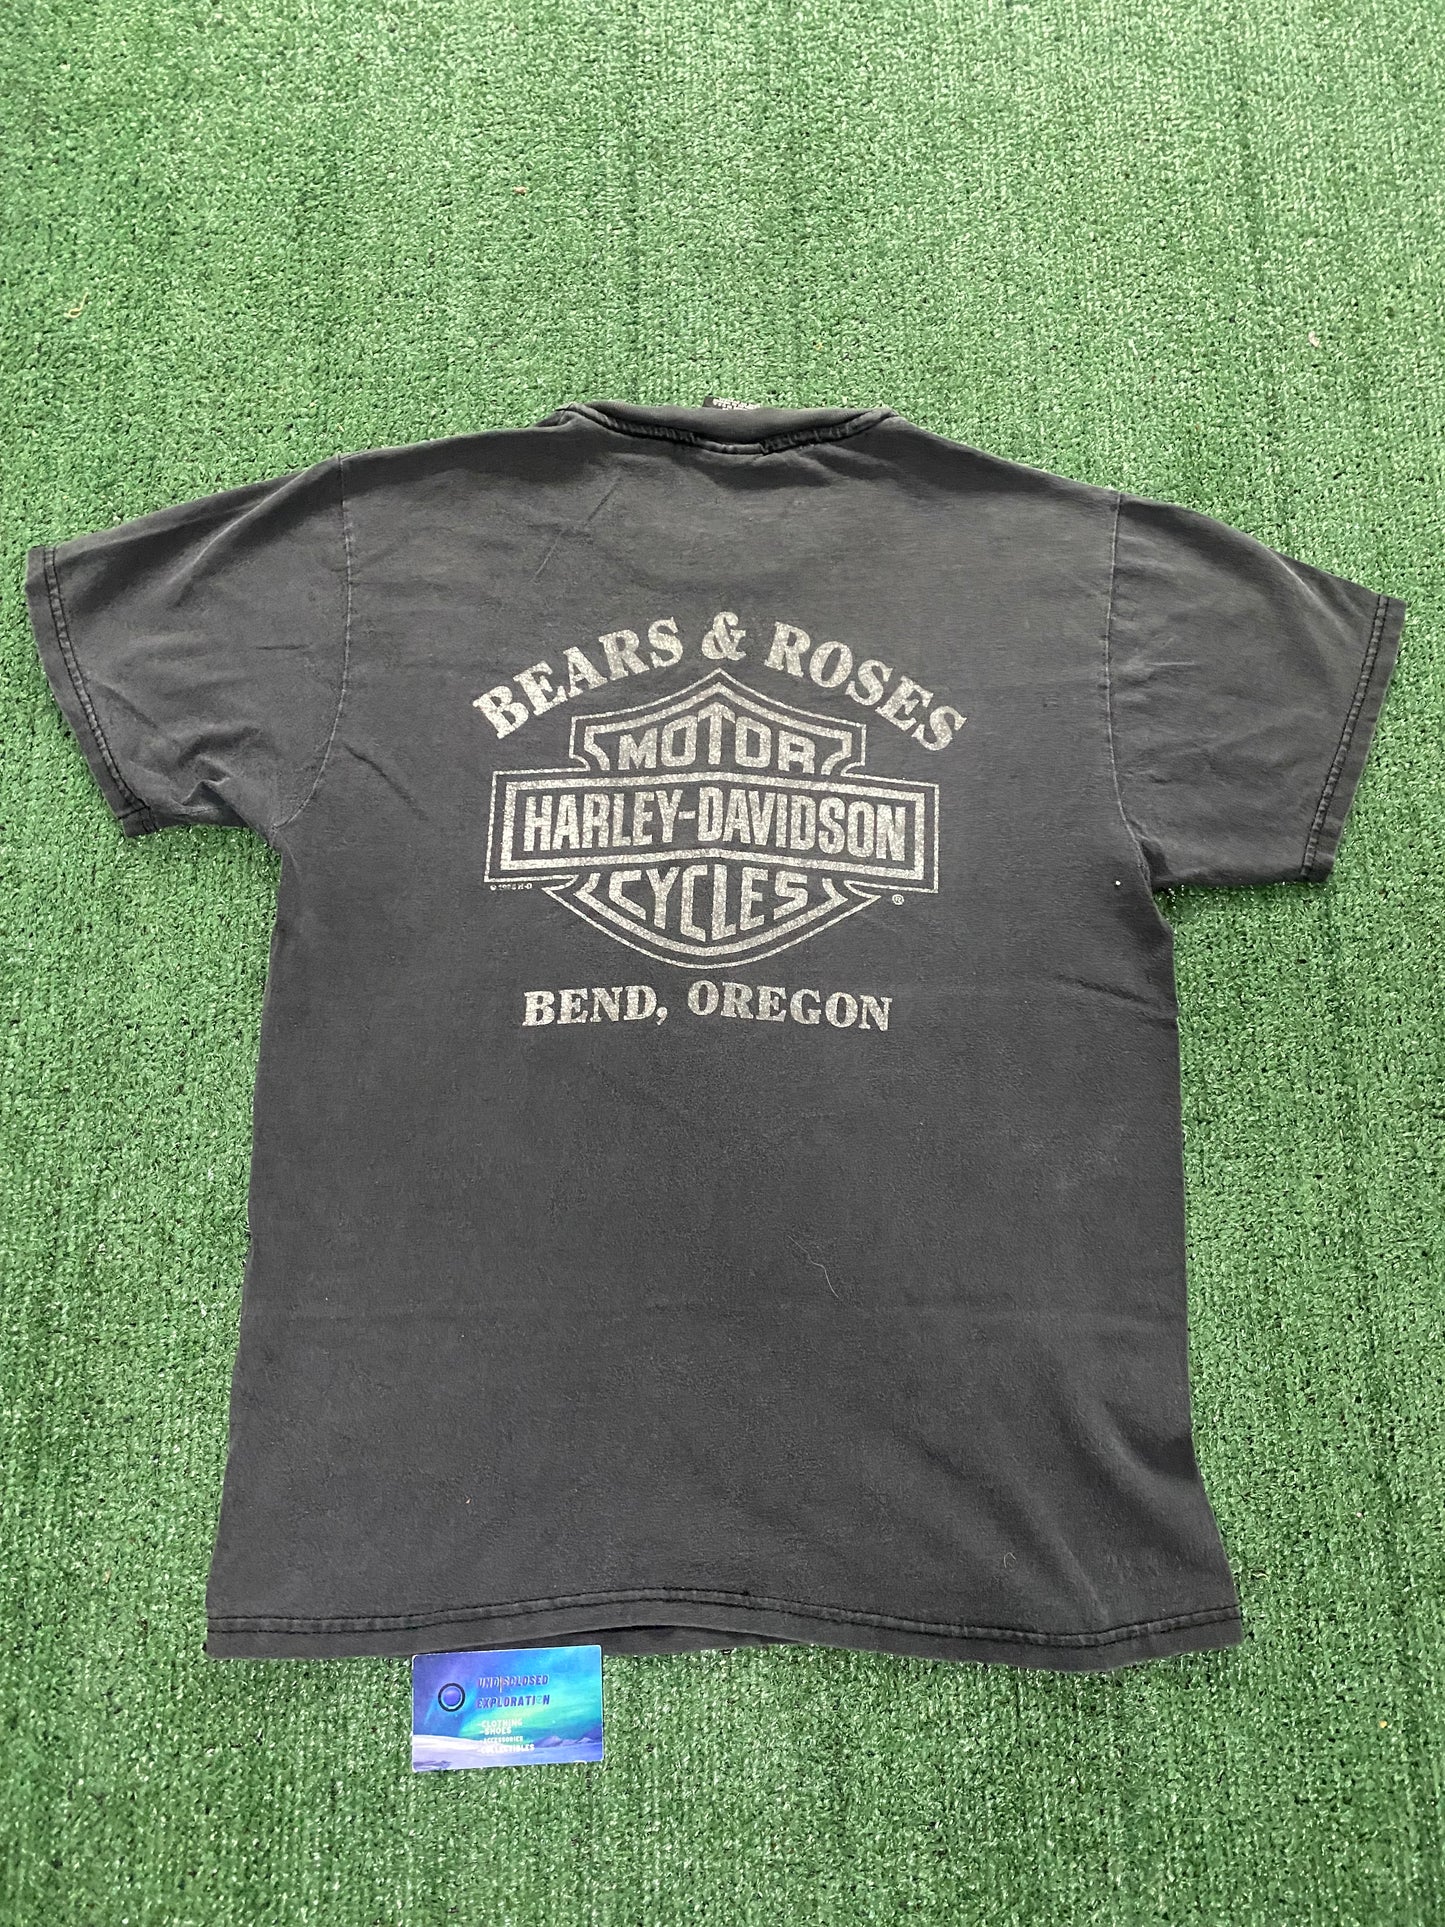 BEARS & ROSES
MOTOR
HARLEY-DAVIDSON
CYCLES
®
BEND, OREGON
UNDISCLOSED
EXPLORATION
-CLOTHING
-SHOES
-ACCESSORIES
-COLLECTIBLES